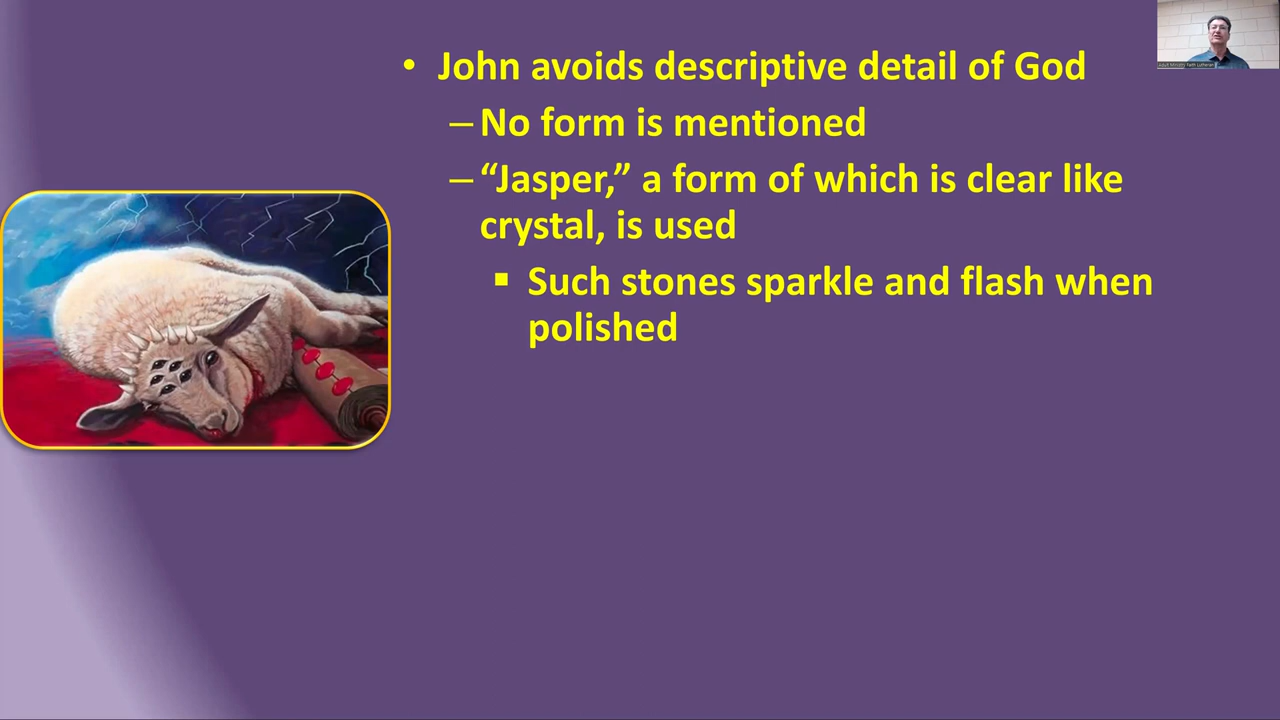 • John avoids descriptive detail of God
– No form is mentioned
– “Jasper,” a form of which is clear like
crystal, is used
▪ Such stones sparkle and flash when
polished